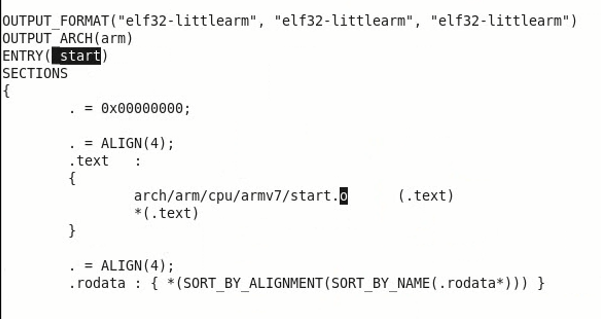 OUTPUT_FORMAT("elf32-littlearm", "elf32-littlearm", "elf32-littlearm")
OUTPUT_ARCH(arm)
ENTRY(_start)
SECTIONS
{
        . = 0x00000000;

        . = ALIGN(4);
        .text   :
        {
                arch/arm/cpu/armv7/start.o      (.text)
                *(.text)
        }

        . = ALIGN(4);
        .rodata : { *(SORT_BY_ALIGNMENT(SORT_BY_NAME(.rodata*))) }